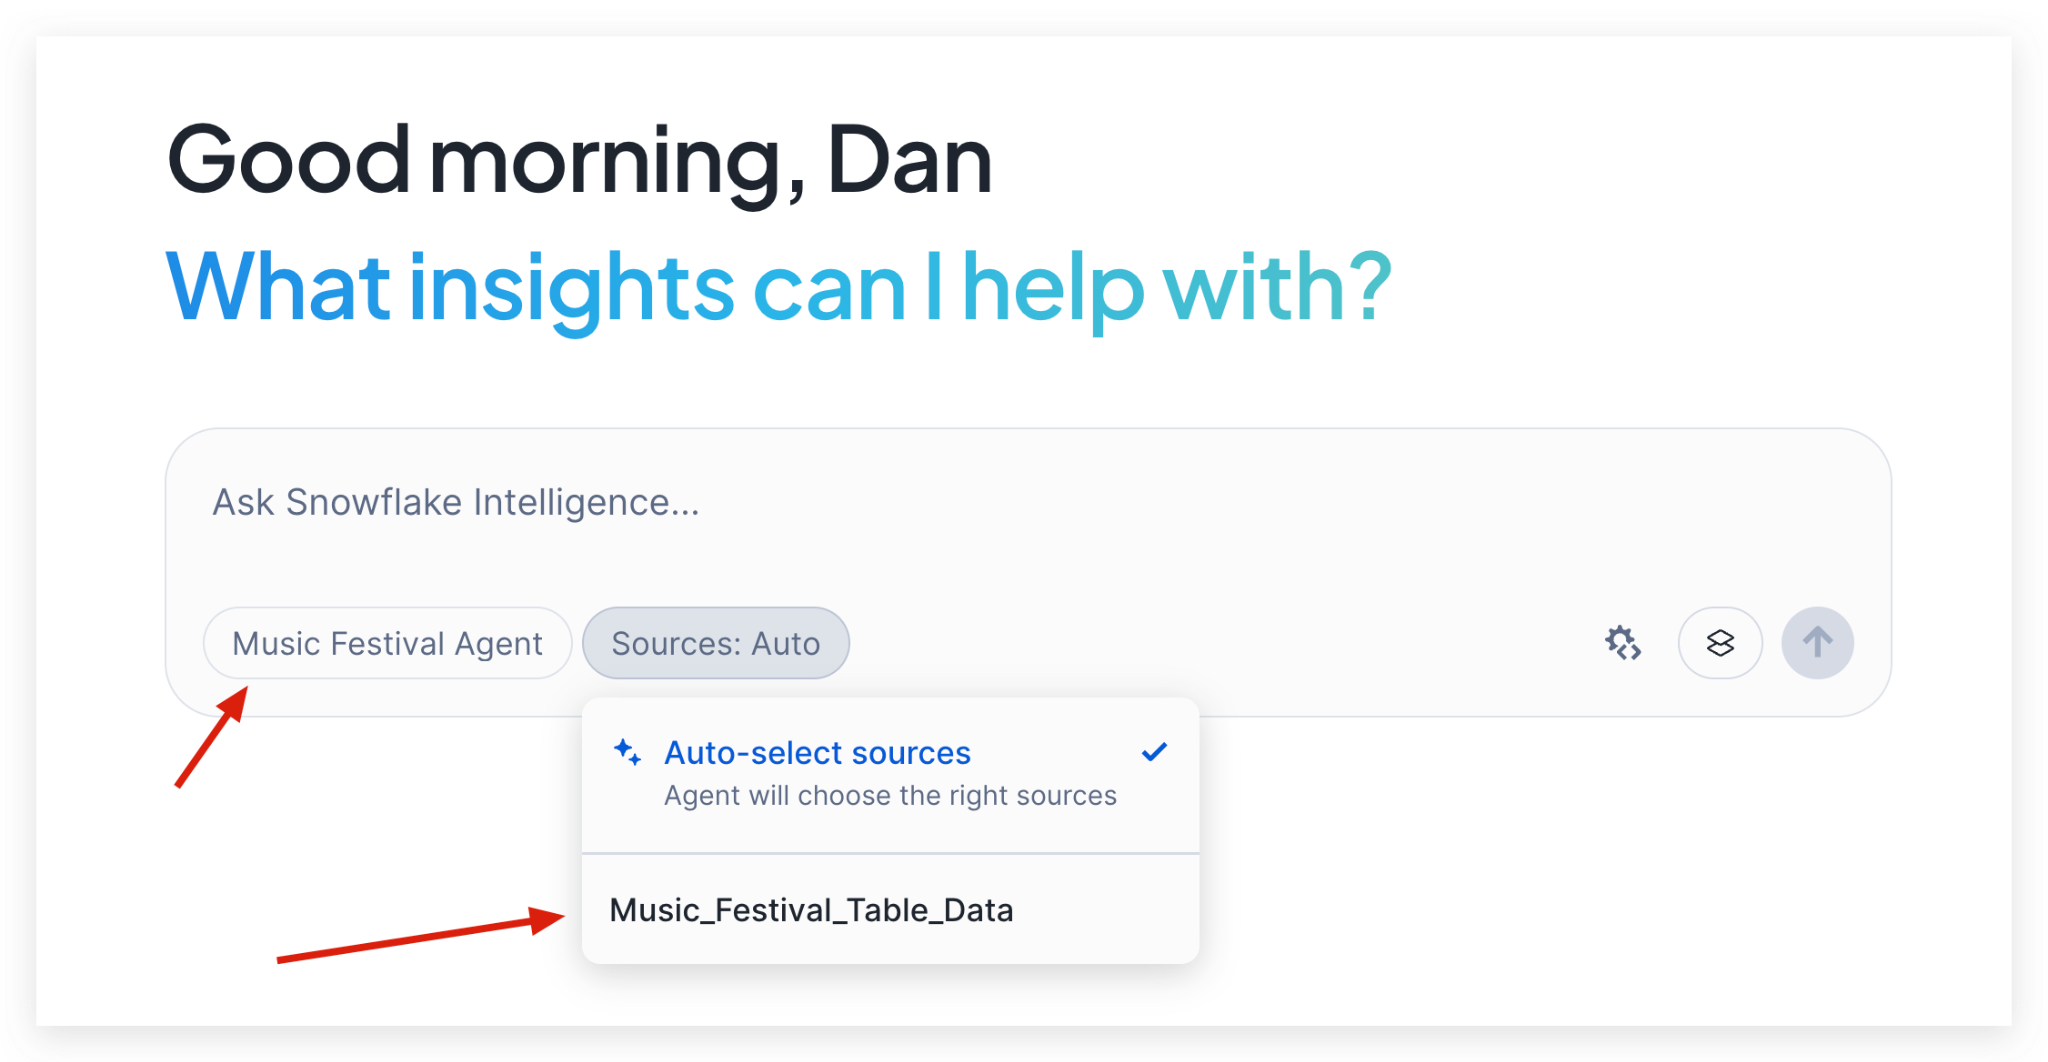 Good morning, Dan
What insights can I help with?
Ask Snowflake Intelligence...
Music Festival Agent
Sources: Auto
Auto-select sources
Agent will choose the right sources
Music_Festival_Table_Data